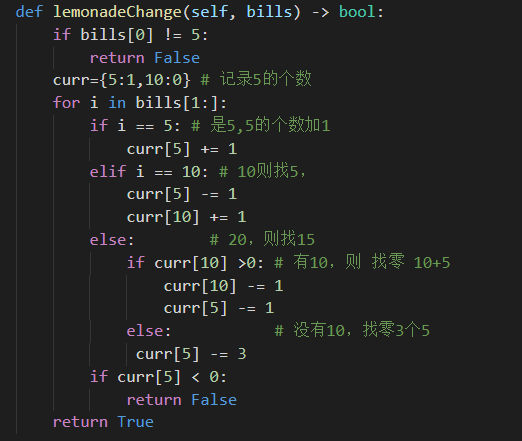 def lemonadeChange(self, bills) -> bool:
    if bills[0] != 5:
        return False
    curr={5:1,10:0} # 记录5的个数
    for i in bills[1:]:
        if i == 5: # 是5,5的个数加1
            curr[5] += 1
        elif i == 10: # 10则找5，
            curr[5] -= 1
            curr[10] += 1
        else:        # 20，则找15
            if curr[10] >0: # 有10，则 找零 10+5
                curr[10] -= 1
                curr[5] -= 1
            else:          # 没有10，找零3个5
             curr[5] -= 3
        if curr[5] < 0:
            return False
    return True